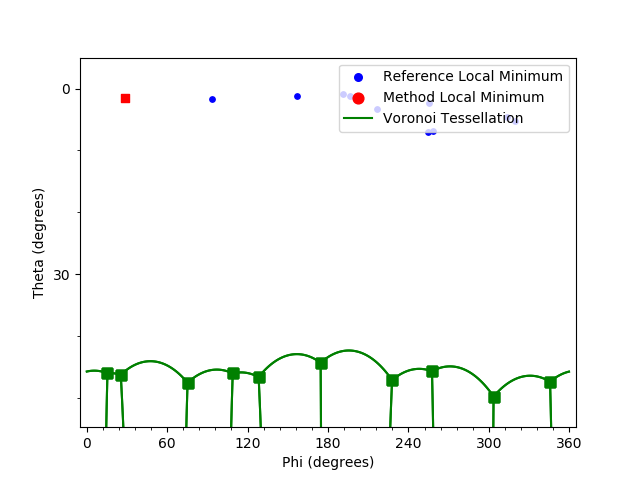 Reference Local Minimum
Method Local Minimum
Voronoi Tessellation
0
30
Theta (degrees)
0 60 120 180 240 300 360
Phi (degrees)